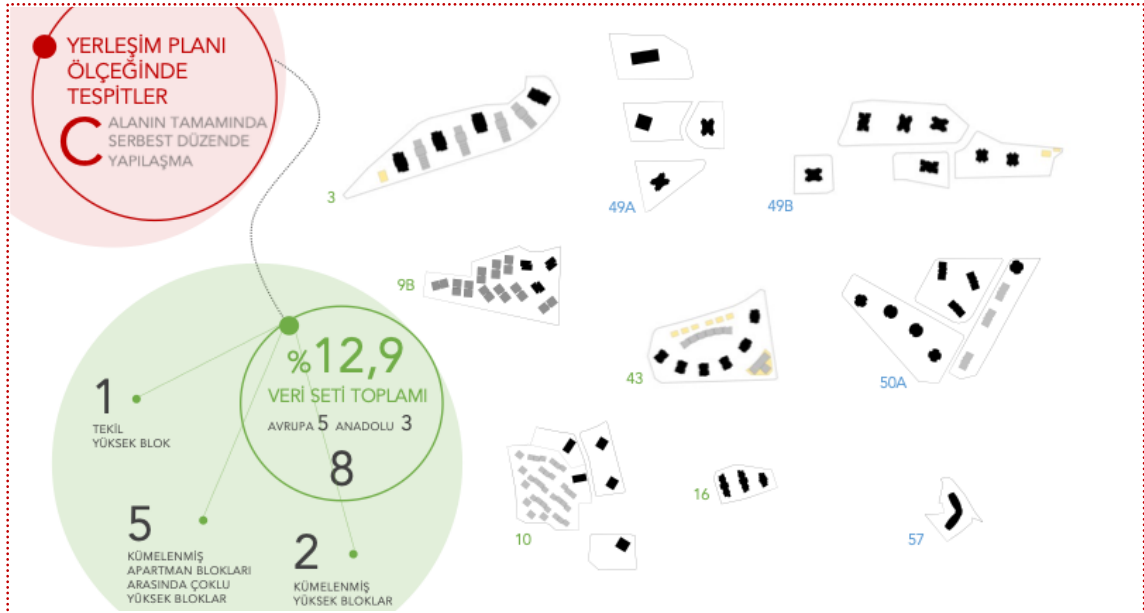 YERLEŞİM PLANI
ÖLÇEĞİNDE
TESPİTLER
C ALANIN TAMAMINDA
SERBEST DÜZENDE
YAPILAŞMA
%12,9
VERİ SETİ TOPLAMI
AVRUPA 5 ANADOLU 3
8
1
TEKİL
YÜKSEK BLOK
5
KÜMELENMİŞ
APARTMAN BLOKLARI
ARASINDA ÇOKLU
YÜKSEK BLOKLAR
2
KÜMELENMİŞ
YÜKSEK BLOKLAR
3
49A
49B
9B
43
50A
10
16
57